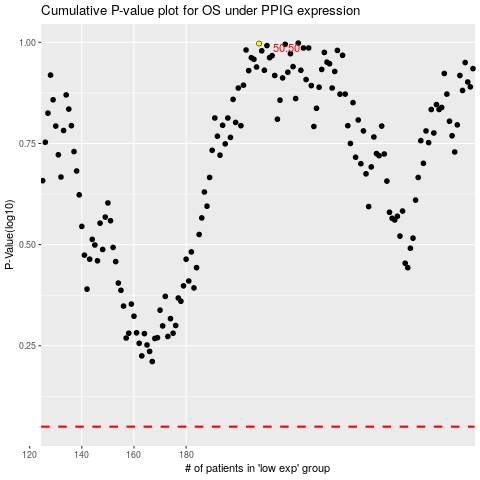 Cumulative P-value plot for OS under PPIG expression
P-Value(log10)
1.00
0.75
0.50
0.25
50:50
120 140 160 180
# of patients in 'low exp' group